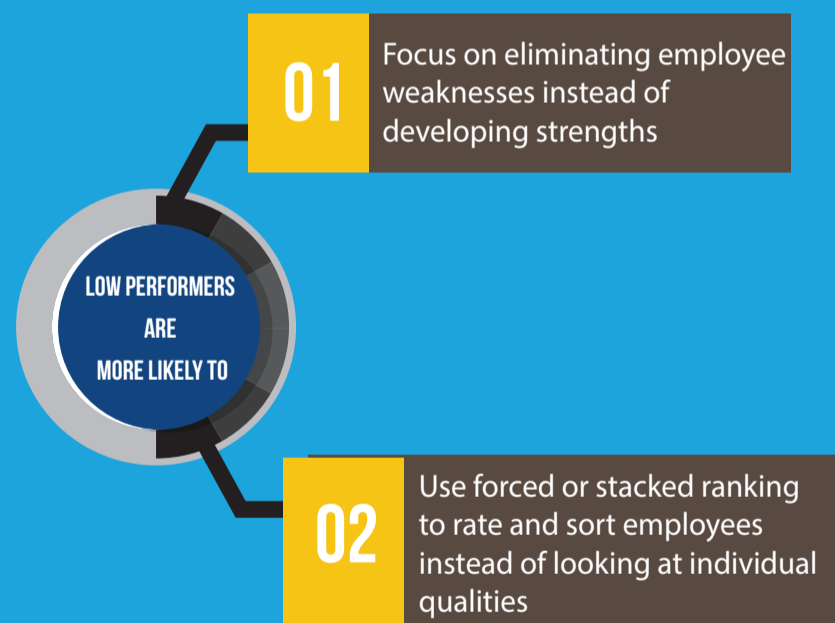 01
Focus on eliminating employee
weaknesses instead of
developing strengths
LOW PERFORMERS
ARE
MORE LIKELY TO
02
Use forced or stacked ranking
to rate and sort employees
instead of looking at individual
qualities